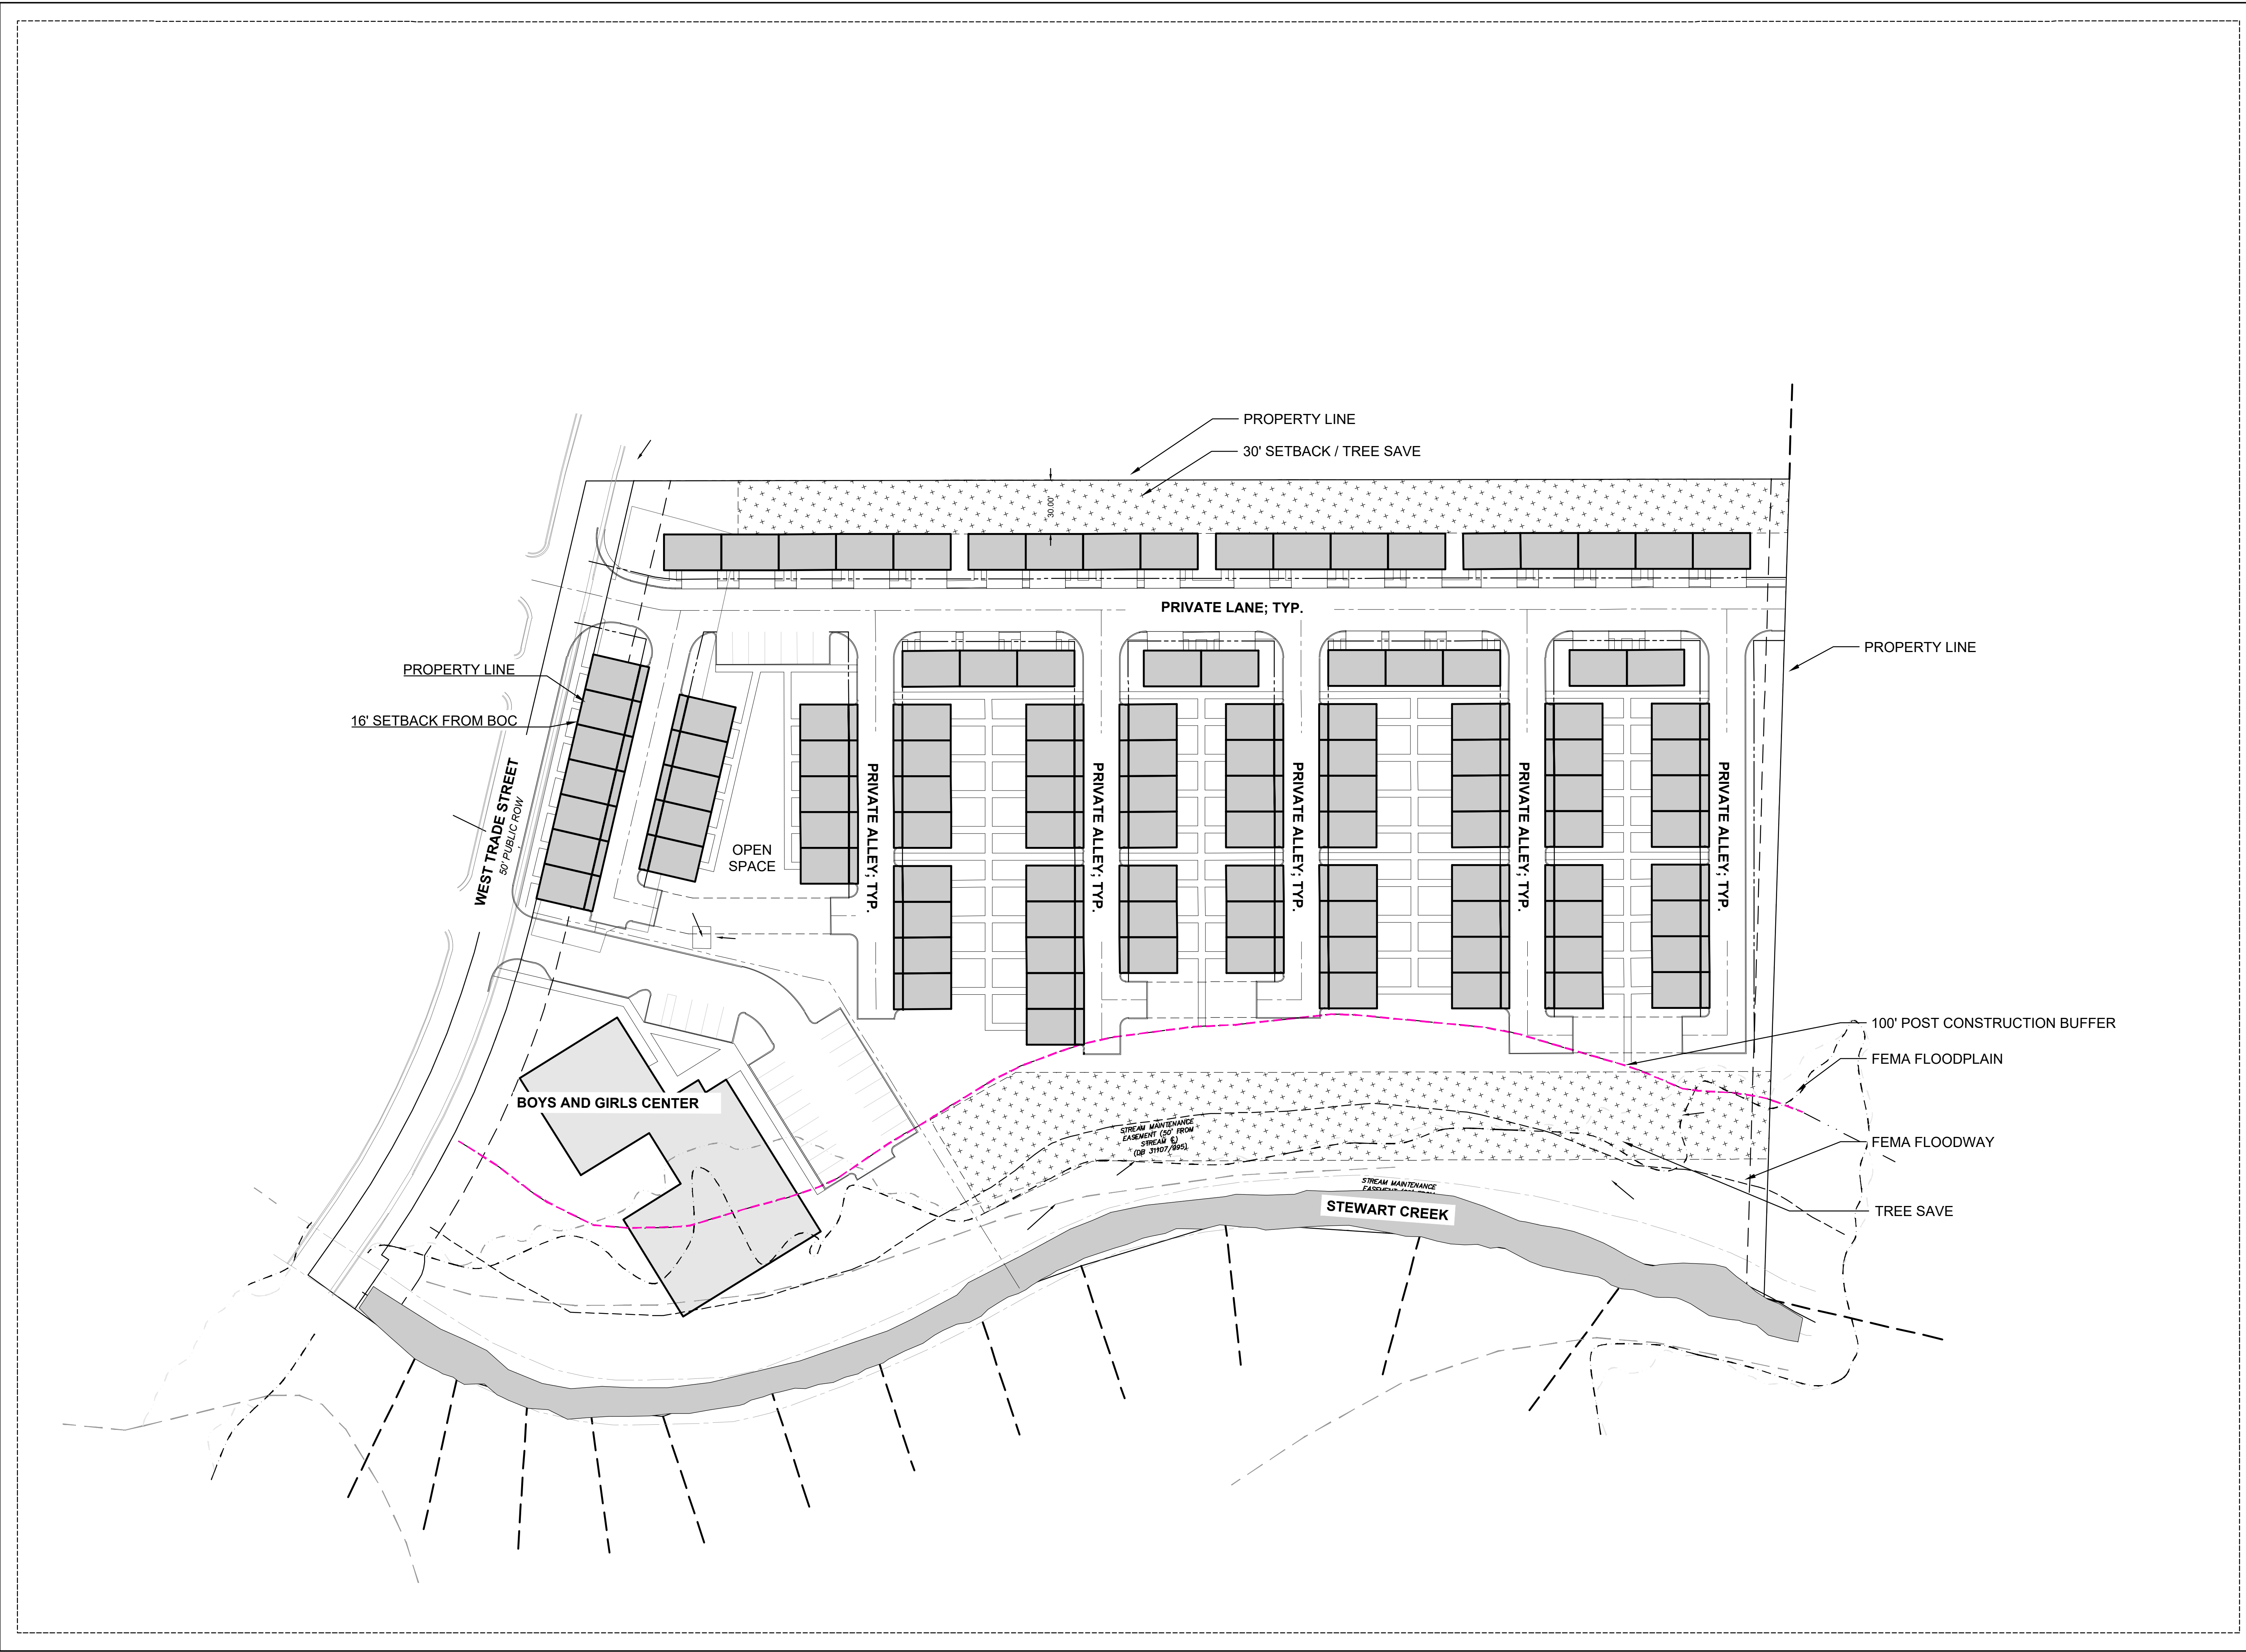 PROPERTY LINE
30' SETBACK / TREE SAVE
30.00'
PRIVATE LANE; TYP.
PROPERTY LINE
PROPERTY LINE
16' SETBACK FROM BOC
WEST TRADE STREET
50' PUBLIC ROW
OPEN
SPACE
PRIVATE ALLEY; TYP.
PRIVATE ALLEY; TYP.
PRIVATE ALLEY; TYP.
PRIVATE ALLEY; TYP.
PRIVATE ALLEY; TYP.
100' POST CONSTRUCTION BUFFER
FEMA FLOODPLAIN
BOYS AND GIRLS CENTER
STREAM MAINTENANCE
EASEMENT (50' FROM
STREAM ℄)
(DB 31107/895)
FEMA FLOODWAY
STREAM MAINTENANCE
STEWART CREEK
TREE SAVE